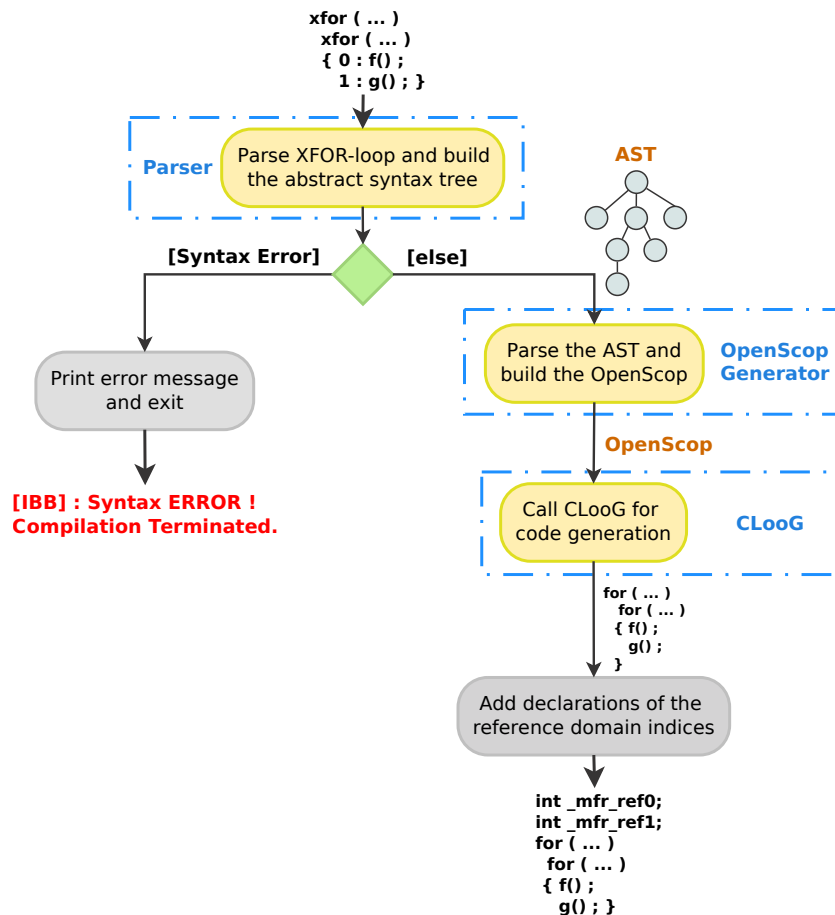 xfor ( ... )
xfor ( ... )
{ 0 : f() ;
1 : g() ; }
Parser
Parse XFOR-loop and build
the abstract syntax tree
AST
[Syntax Error]
[else]
Print error message
and exit
Parse the AST and
build the OpenScop
OpenScop
Generator
OpenScop
[IBB] : Syntax ERROR !
Compilation Terminated.
Call CLooG for
code generation
CLooG
for ( ... )
for ( ... )
{ f() ;
g() ;
}
Add declarations of the
reference domain indices
int _mfr_ref0;
int _mfr_ref1;
for ( ... )
for ( ... )
{ f() ;
g() ; }